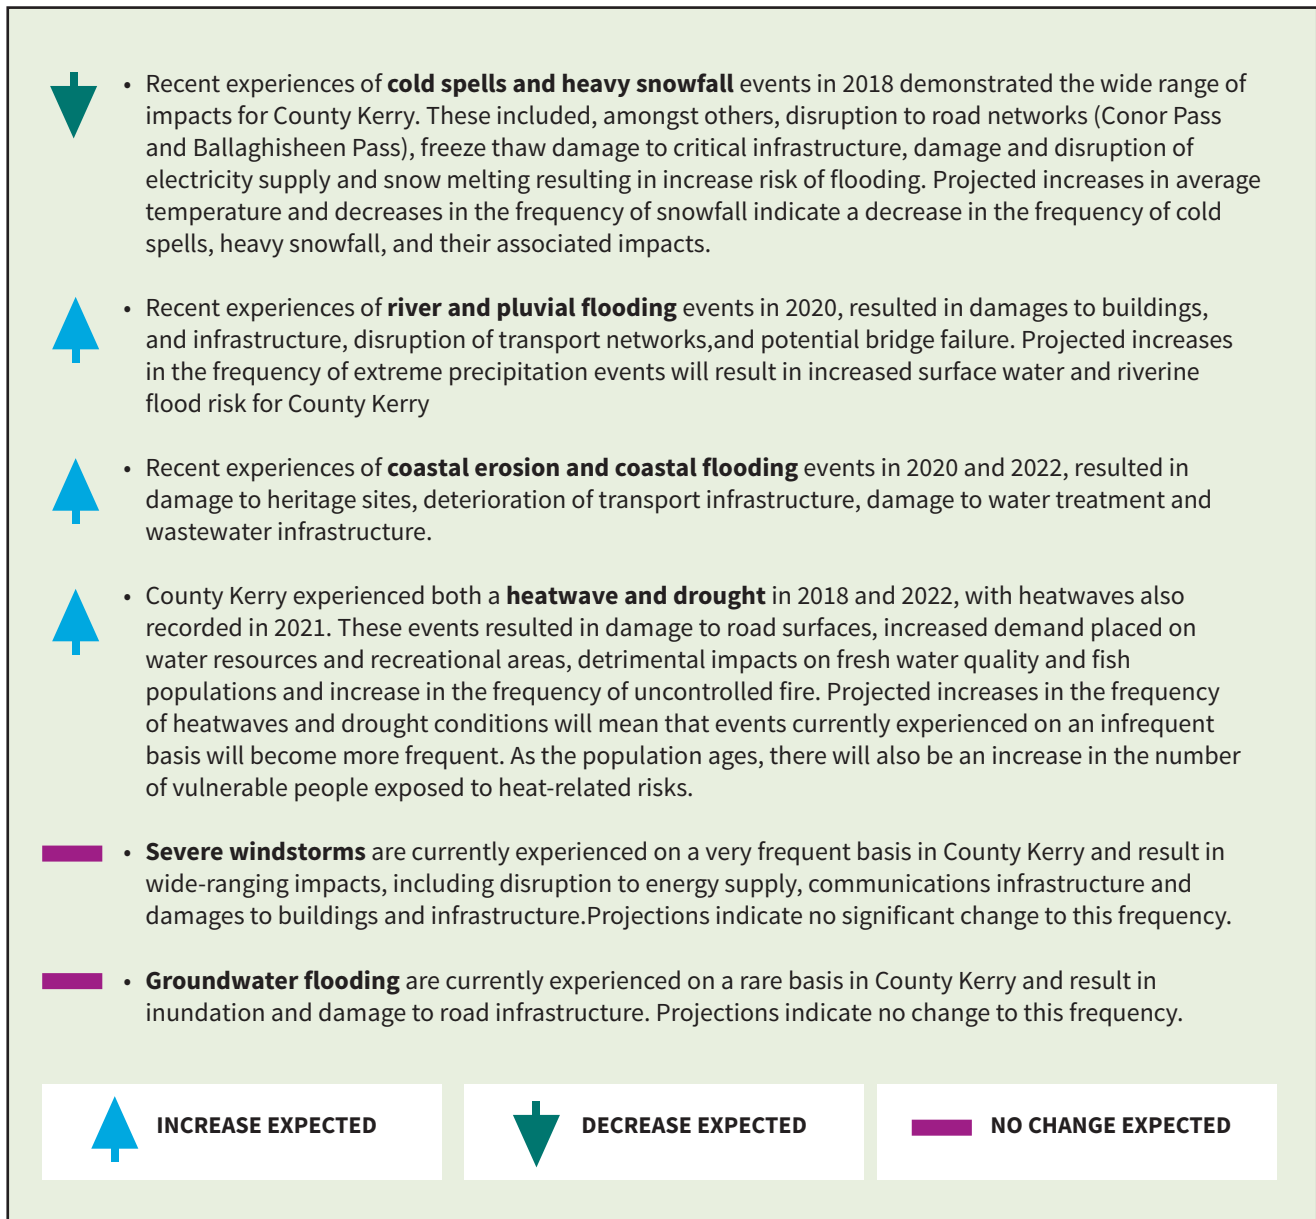 • Recent experiences of cold spells and heavy snowfall events in 2018 demonstrated the wide range of
impacts for County Kerry. These included, amongst others, disruption to road networks (Conor Pass
and Ballaghisheen Pass), freeze thaw damage to critical infrastructure, damage and disruption of
electricity supply and snow melting resulting in increase risk of flooding. Projected increases in average
temperature and decreases in the frequency of snowfall indicate a decrease in the frequency of cold
spells, heavy snowfall, and their associated impacts.
• Recent experiences of river and pluvial flooding events in 2020, resulted in damages to buildings,
and infrastructure, disruption of transport networks,and potential bridge failure. Projected increases
in the frequency of extreme precipitation events will result in increased surface water and riverine
flood risk for County Kerry
• Recent experiences of coastal erosion and coastal flooding events in 2020 and 2022, resulted in
damage to heritage sites, deterioration of transport infrastructure, damage to water treatment and
wastewater infrastructure.
• County Kerry experienced both a heatwave and drought in 2018 and 2022, with heatwaves also
recorded in 2021. These events resulted in damage to road surfaces, increased demand placed on
water resources and recreational areas, detrimental impacts on fresh water quality and fish
populations and increase in the frequency of uncontrolled fire. Projected increases in the frequency
of heatwaves and drought conditions will mean that events currently experienced on an infrequent
basis will become more frequent. As the population ages, there will also be an increase in the number
of vulnerable people exposed to heat-related risks.
• Severe windstorms are currently experienced on a very frequent basis in County Kerry and result in
wide-ranging impacts, including disruption to energy supply, communications infrastructure and
damages to buildings and infrastructure.Projections indicate no significant change to this frequency.
• Groundwater flooding are currently experienced on a rare basis in County Kerry and result in
inundation and damage to road infrastructure. Projections indicate no change to this frequency.
INCREASE EXPECTED
DECREASE EXPECTED
NO CHANGE EXPECTED